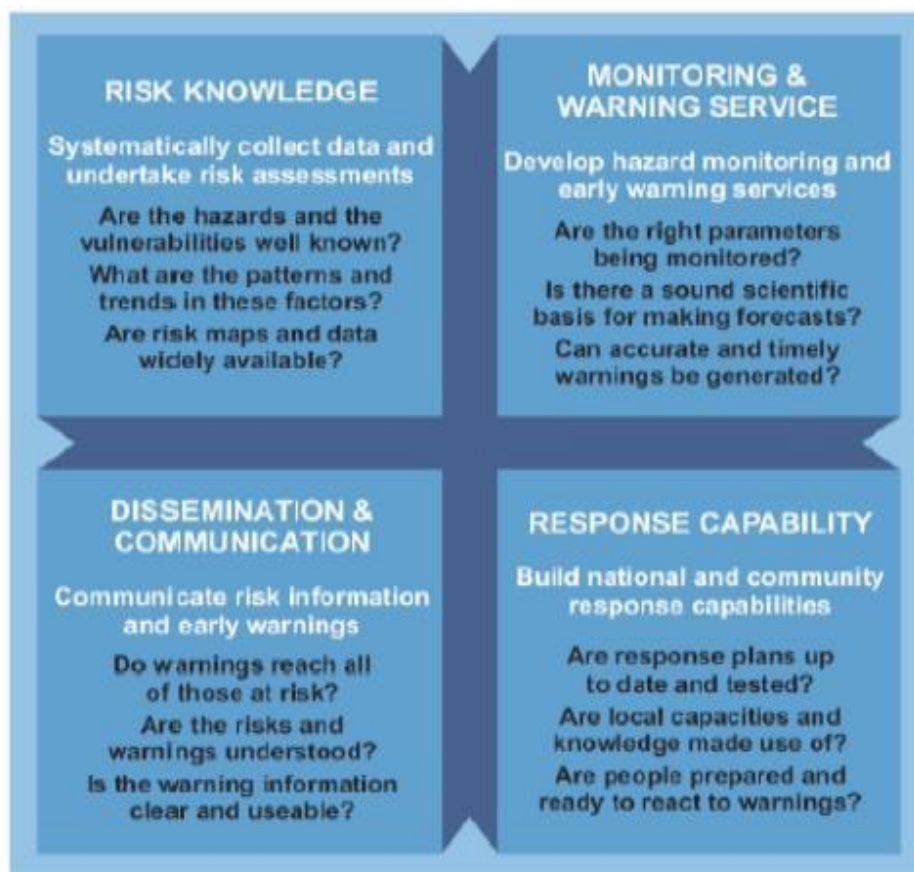 RISK KNOWLEDGE
Systematically collect data and
undertake risk assessments
Are the hazards and the
vulnerabilities well known?
What are the patterns and
trends in these factors?
Are risk maps and data
widely available?
MONITORING &
WARNING SERVICE
Develop hazard monitoring and
early warning services
Are the right parameters
being monitored?
Is there a sound scientific
basis for making forecasts?
Can accurate and timely
warnings be generated?
DISSEMINATION &
COMMUNICATION
Communicate risk information
and early warnings
Do warnings reach all
of those at risk?
Are the risks and
warnings understood?
Is the warning information
clear and useable?
RESPONSE CAPABILITY
Build national and community
response capabilities
Are response plans up
to date and tested?
Are local capacities and
knowledge made use of?
Are people prepared and
ready to react to warnings?